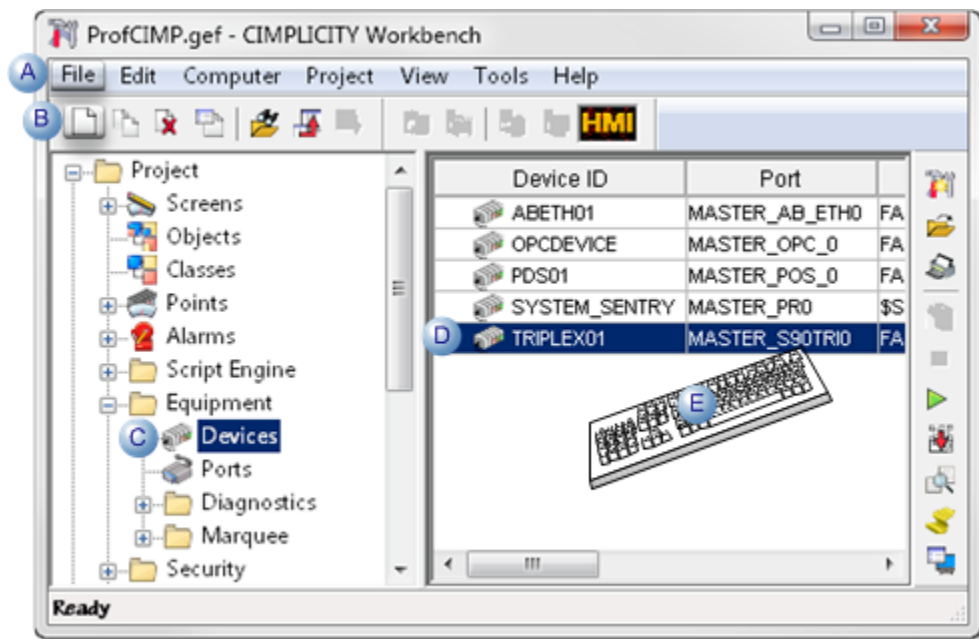 ProfCIMP.gef - CIMPLICITY Workbench
A File Edit Computer Project View Tools Help
B HMI
Project
Screens
Objects
Classes
Points
Alarms
Script Engine
Equipment
C Devices
Ports
Diagnostics
Marquee
Security
Device ID Port
ABETH01 MASTER_AB_ETH0 FA
OPCDEVICE MASTER_OPC_0 FA
PDS01 MASTER_POS_0 FA
SYSTEM_SENTRY MASTER_PR0 $S
D TRIPLEX01 MASTER_S90TRI0 FA
E
Ready